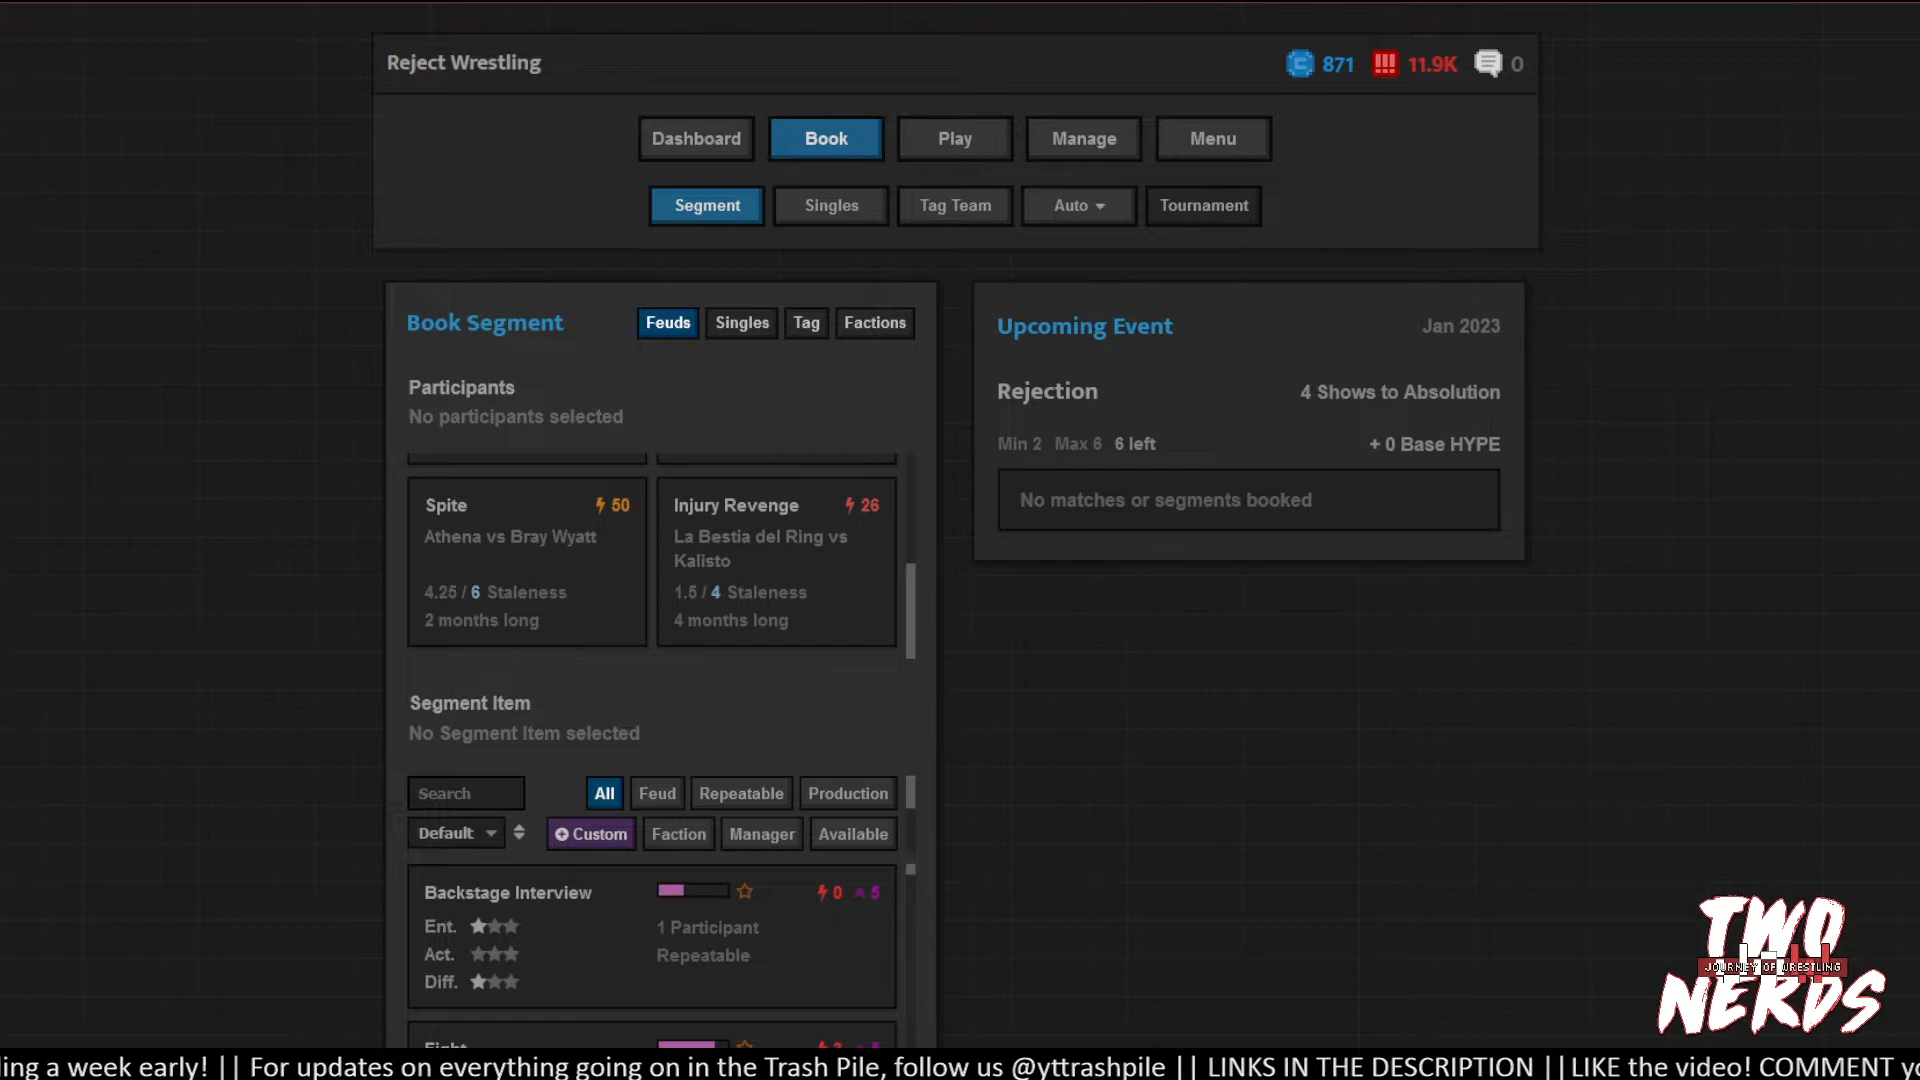 Reject Wrestling
871 11.9K 0
Dashboard Book Play Manage Menu
Segment Singles Tag Team Auto Tournament
Book Segment Feuds Singles Tag Factions
Participants
No participants selected
Spite 50
Athena vs Bray Wyatt
4.25 / 6 Staleness
2 months long
Injury Revenge 26
La Bestia del Ring vs
Kalisto
1.5 / 4 Staleness
4 months long
Segment Item
No Segment Item selected
Search All Feud Repeatable Production
Default Custom Faction Manager Available
Backstage Interview 0 5
Ent. 1 Participant
Act. Repeatable
Diff.
Upcoming Event Jan 2023
Rejection 4 Shows to Absolution
Min 2 Max 6 6 left + 0 Base HYPE
No matches or segments booked
TWO
JOURNEY OF WRESTLING
NERDS
ling a week early! || For updates on everything going on in the Trash Pile, follow us @yttrashpile || LINKS IN THE DESCRIPTION || LIKE the video! COMMENT